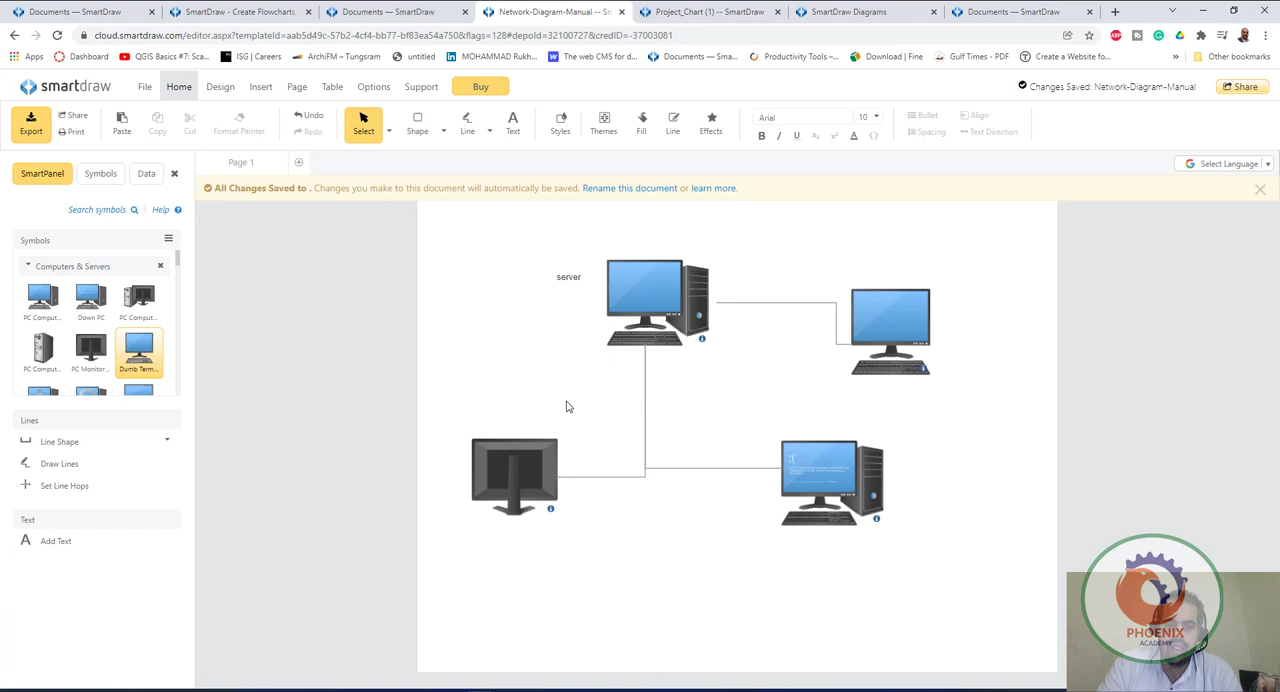 Documents — SmartDraw
SmartDraw - Create Flowcharts,
Documents — SmartDraw
Network-Diagram-Manual -- Sm
Project_Chart (1) -- SmartDraw
SmartDraw Diagrams
Documents — SmartDraw
cloud.smartdraw.com/editor.aspx?templateId=aab5d49c-57b2-4cf4-bb77-bf83ea54a750&flags=128#depoId=32100727&credID=-37003081
Apps
Dashboard
QGIS Basics #7: Sca...
ISG | Careers
ArchiFM – Tungsram
untitled
MOHAMMAD Rukh...
The web CMS for d...
Documents — Sma...
Productivity Tools –...
Download | Fine
Gulf Times - PDF
Create a Website fo...
Other bookmarks
smartdraw
File
Home
Design
Insert
Page
Table
Options
Support
Buy
Changes Saved: Network-Diagram-Manual
Share
Export
Share
Print
Paste
Copy
Cut
Format Painter
Undo
Redo
Select
Shape
Line
Text
Styles
Themes
Fill
Line
Effects
Arial
10
B I U
Bullet
Align
Spacing
Text Direction
SmartPanel
Symbols
Data
Page 1
Select Language
All Changes Saved to . Changes you make to this document will automatically be saved. Rename this document or learn more.
Search symbols
Help
Symbols
Computers & Servers
PC Comput...
Down PC
PC Comput...
PC Comput...
PC Monitor...
Dumb Term...
Lines
Line Shape
Draw Lines
Set Line Hops
Text
Add Text
server
PHOENIX
ACADEMY